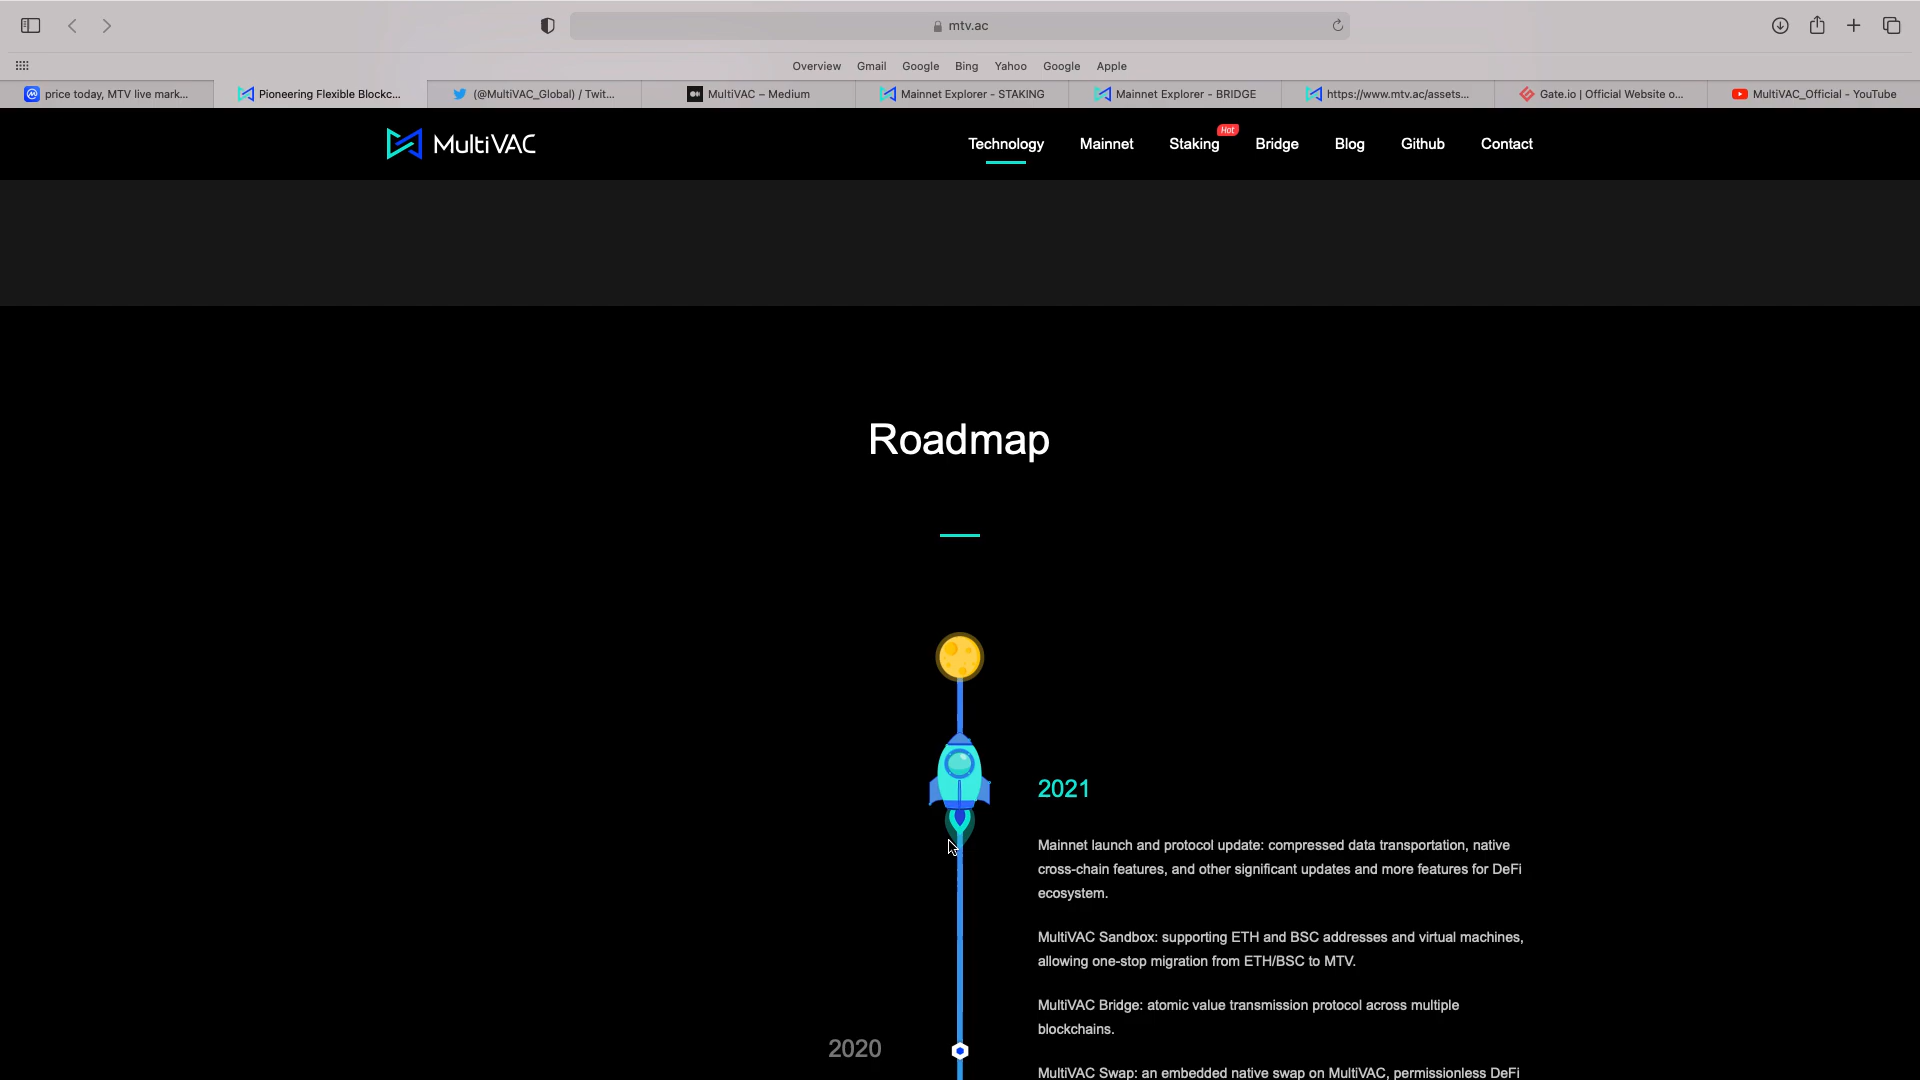 mtv.ac
Overview Gmail Google Bing Yahoo Google Apple
price today, MTV live mark... Pioneering Flexible Blockc... (@MultiVAC_Global) / Twit... MultiVAC – Medium Mainnet Explorer - STAKING Mainnet Explorer - BRIDGE https://www.mtv.ac/assets... Gate.io | Official Website o... MultiVAC_Official - YouTube
MultiVAC Technology Mainnet Staking Hot Bridge Blog Github Contact
Roadmap
2021
Mainnet launch and protocol update: compressed data transportation, native
cross-chain features, and other significant updates and more features for DeFi
ecosystem.
MultiVAC Sandbox: supporting ETH and BSC addresses and virtual machines,
allowing one-stop migration from ETH/BSC to MTV.
MultiVAC Bridge: atomic value transmission protocol across multiple
blockchains.
2020
MultiVAC Swap: an embedded native swap on MultiVAC, permissionless DeFi